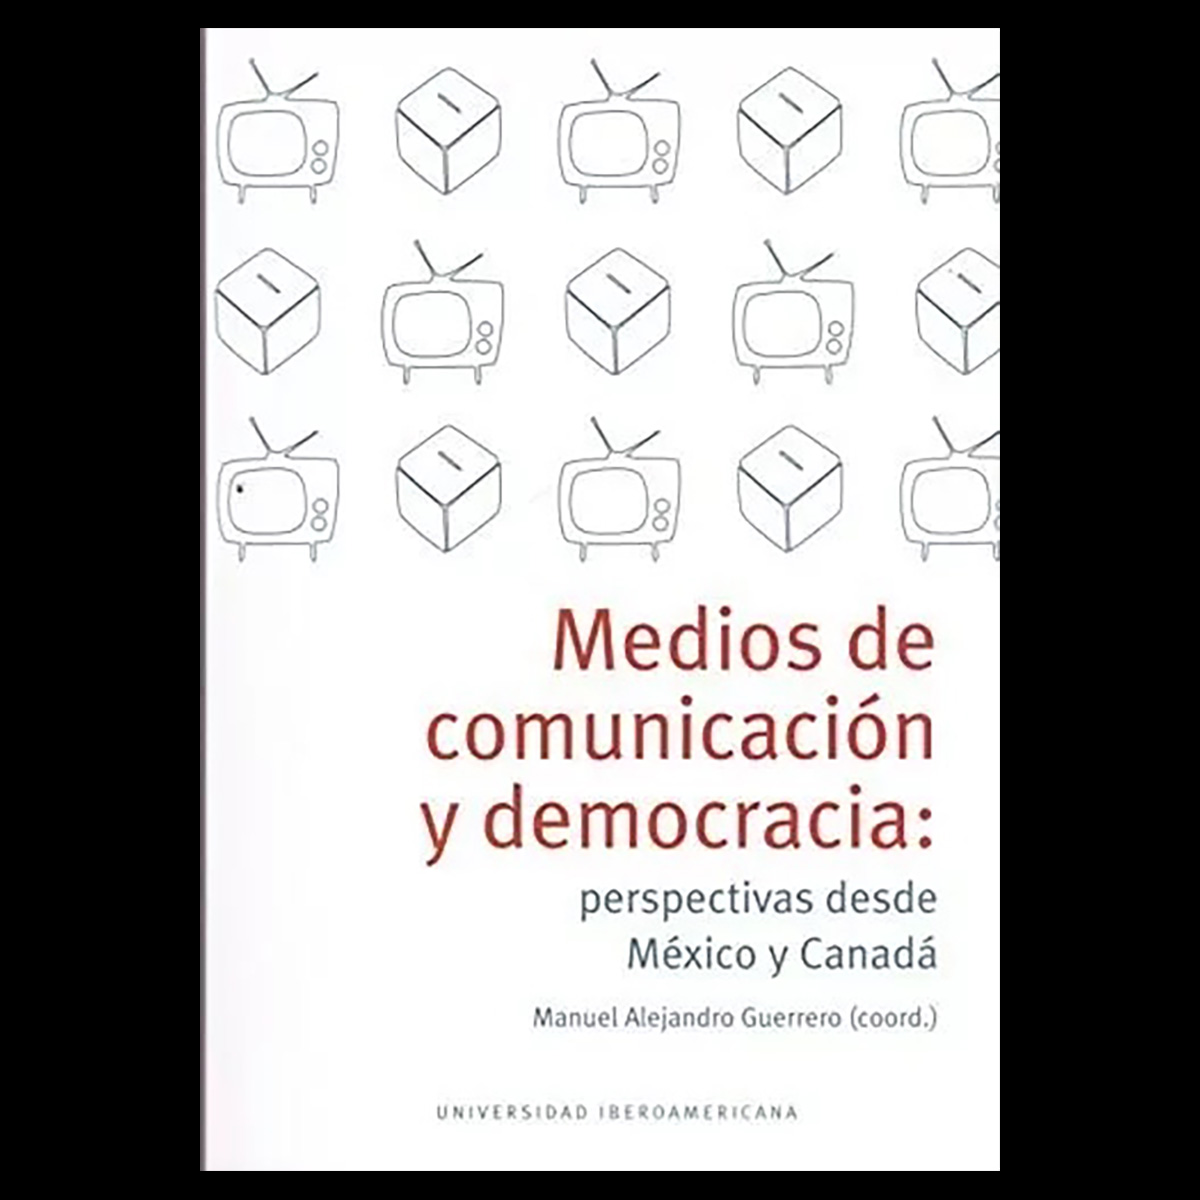 Medios de
comunicación
y democracia:
perspectivas desde
México y Canadá
Manuel Alejandro Guerrero (coord.)
UNIVERSIDAD IBEROAMERICANA